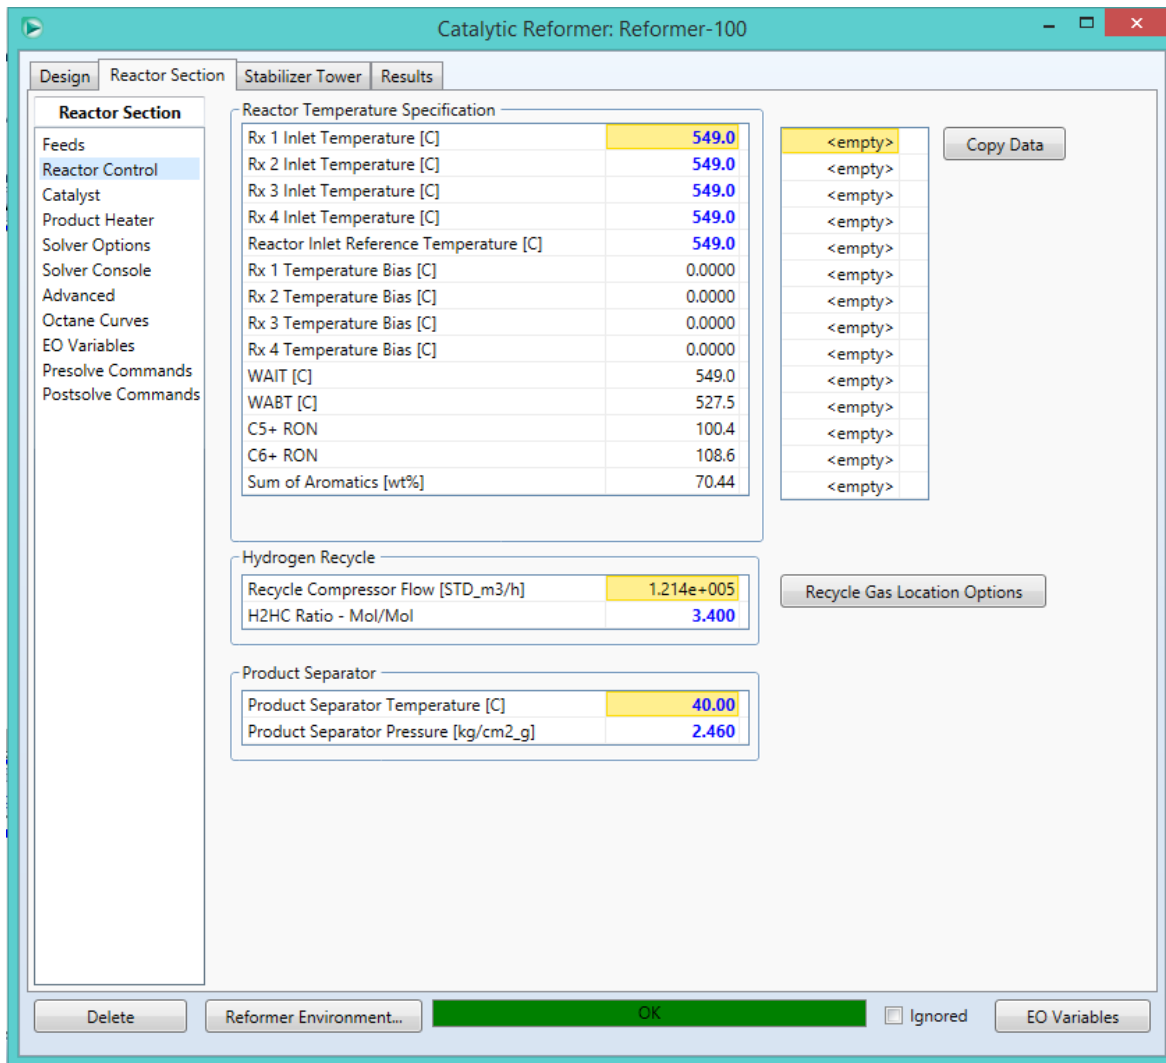 Catalytic Reformer: Reformer-100
Design Reactor Section Stabilizer Tower Results
Reactor Section
Feeds
Reactor Control
Catalyst
Product Heater
Solver Options
Solver Console
Advanced
Octane Curves
EO Variables
Presolve Commands
Postsolve Commands
Reactor Temperature Specification
Rx 1 Inlet Temperature [C] 549.0 <empty>
Rx 2 Inlet Temperature [C] 549.0 <empty>
Rx 3 Inlet Temperature [C] 549.0 <empty>
Rx 4 Inlet Temperature [C] 549.0 <empty>
Reactor Inlet Reference Temperature [C] 549.0 <empty>
Rx 1 Temperature Bias [C] 0.0000 <empty>
Rx 2 Temperature Bias [C] 0.0000 <empty>
Rx 3 Temperature Bias [C] 0.0000 <empty>
Rx 4 Temperature Bias [C] 0.0000 <empty>
WAIT [C] 549.0 <empty>
WABT [C] 527.5 <empty>
C5+ RON 100.4 <empty>
C6+ RON 108.6 <empty>
Sum of Aromatics [wt%] 70.44 <empty>
Copy Data
Hydrogen Recycle
Recycle Compressor Flow [STD_m3/h] 1.214e+005
H2HC Ratio - Mol/Mol 3.400
Recycle Gas Location Options
Product Separator
Product Separator Temperature [C] 40.00
Product Separator Pressure [kg/cm2_g] 2.460
Delete Reformer Environment... OK Ignored EO Variables